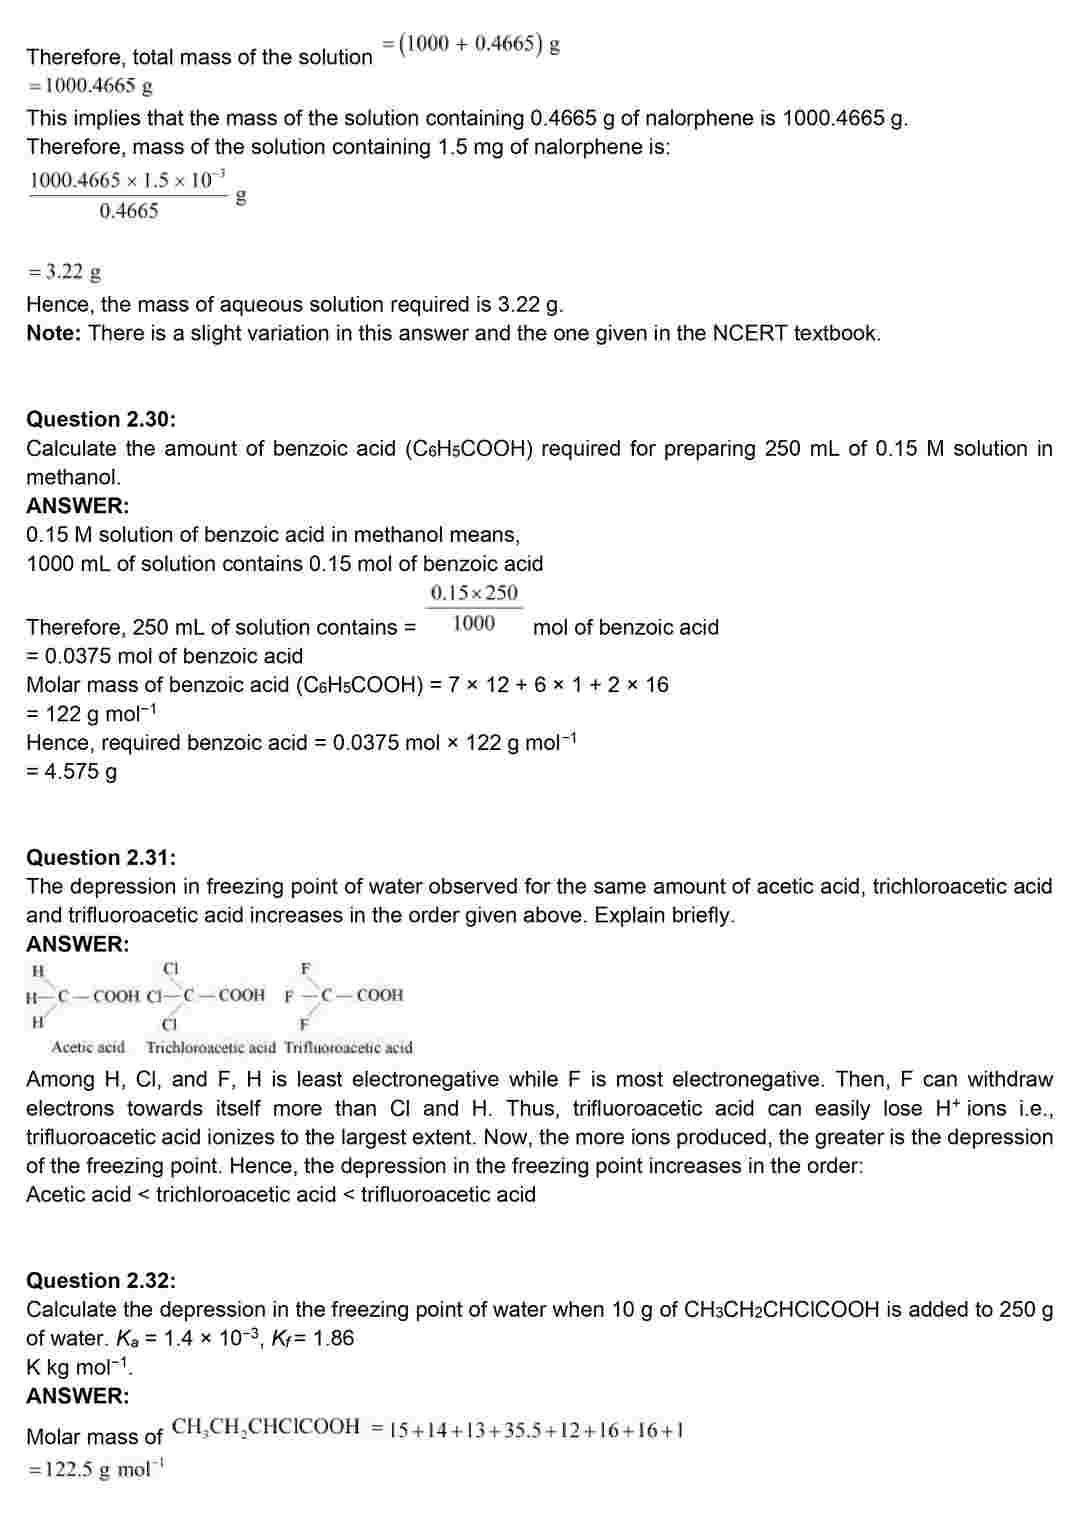 Therefore, total mass of the solution = (1000 + 0.4665) g
= 1000.4665 g
This implies that the mass of the solution containing 0.4665 g of nalorphene is 1000.4665 g.
Therefore, mass of the solution containing 1.5 mg of nalorphene is:
1000.4665 × 1.5 × 10⁻³
0.4665
g
= 3.22 g
Hence, the mass of aqueous solution required is 3.22 g.
Note: There is a slight variation in this answer and the one given in the NCERT textbook.
Question 2.30:
Calculate the amount of benzoic acid (C₆H₅COOH) required for preparing 250 mL of 0.15 M solution in
methanol.
ANSWER:
0.15 M solution of benzoic acid in methanol means,
1000 mL of solution contains 0.15 mol of benzoic acid
0.15×250
Therefore, 250 mL of solution contains = 1000 mol of benzoic acid
= 0.0375 mol of benzoic acid
Molar mass of benzoic acid (C₆H₅COOH) = 7 × 12 + 6 × 1 + 2 × 16
= 122 g mol⁻¹
Hence, required benzoic acid = 0.0375 mol × 122 g mol⁻¹
= 4.575 g
Question 2.31:
The depression in freezing point of water observed for the same amount of acetic acid, trichloroacetic acid
and trifluoroacetic acid increases in the order given above. Explain briefly.
ANSWER:
H Cl F
H—C—COOH Cl—C—COOH F—C—COOH
H Cl F
Acetic acid Trichloroacetic acid Trifluoroacetic acid
Among H, Cl, and F, H is least electronegative while F is most electronegative. Then, F can withdraw
electrons towards itself more than Cl and H. Thus, trifluoroacetic acid can easily lose H⁺ ions i.e.,
trifluoroacetic acid ionizes to the largest extent. Now, the more ions produced, the greater is the depression
of the freezing point. Hence, the depression in the freezing point increases in the order:
Acetic acid < trichloroacetic acid < trifluoroacetic acid
Question 2.32:
Calculate the depression in the freezing point of water when 10 g of CH₃CH₂CHClCOOH is added to 250 g
of water. Kₐ = 1.4 × 10⁻³, Kf = 1.86
K kg mol⁻¹.
ANSWER:
Molar mass of CH₃CH₂CHClCOOH = 15+14+13+35.5+12+16+16+1
= 122.5 g mol⁻¹